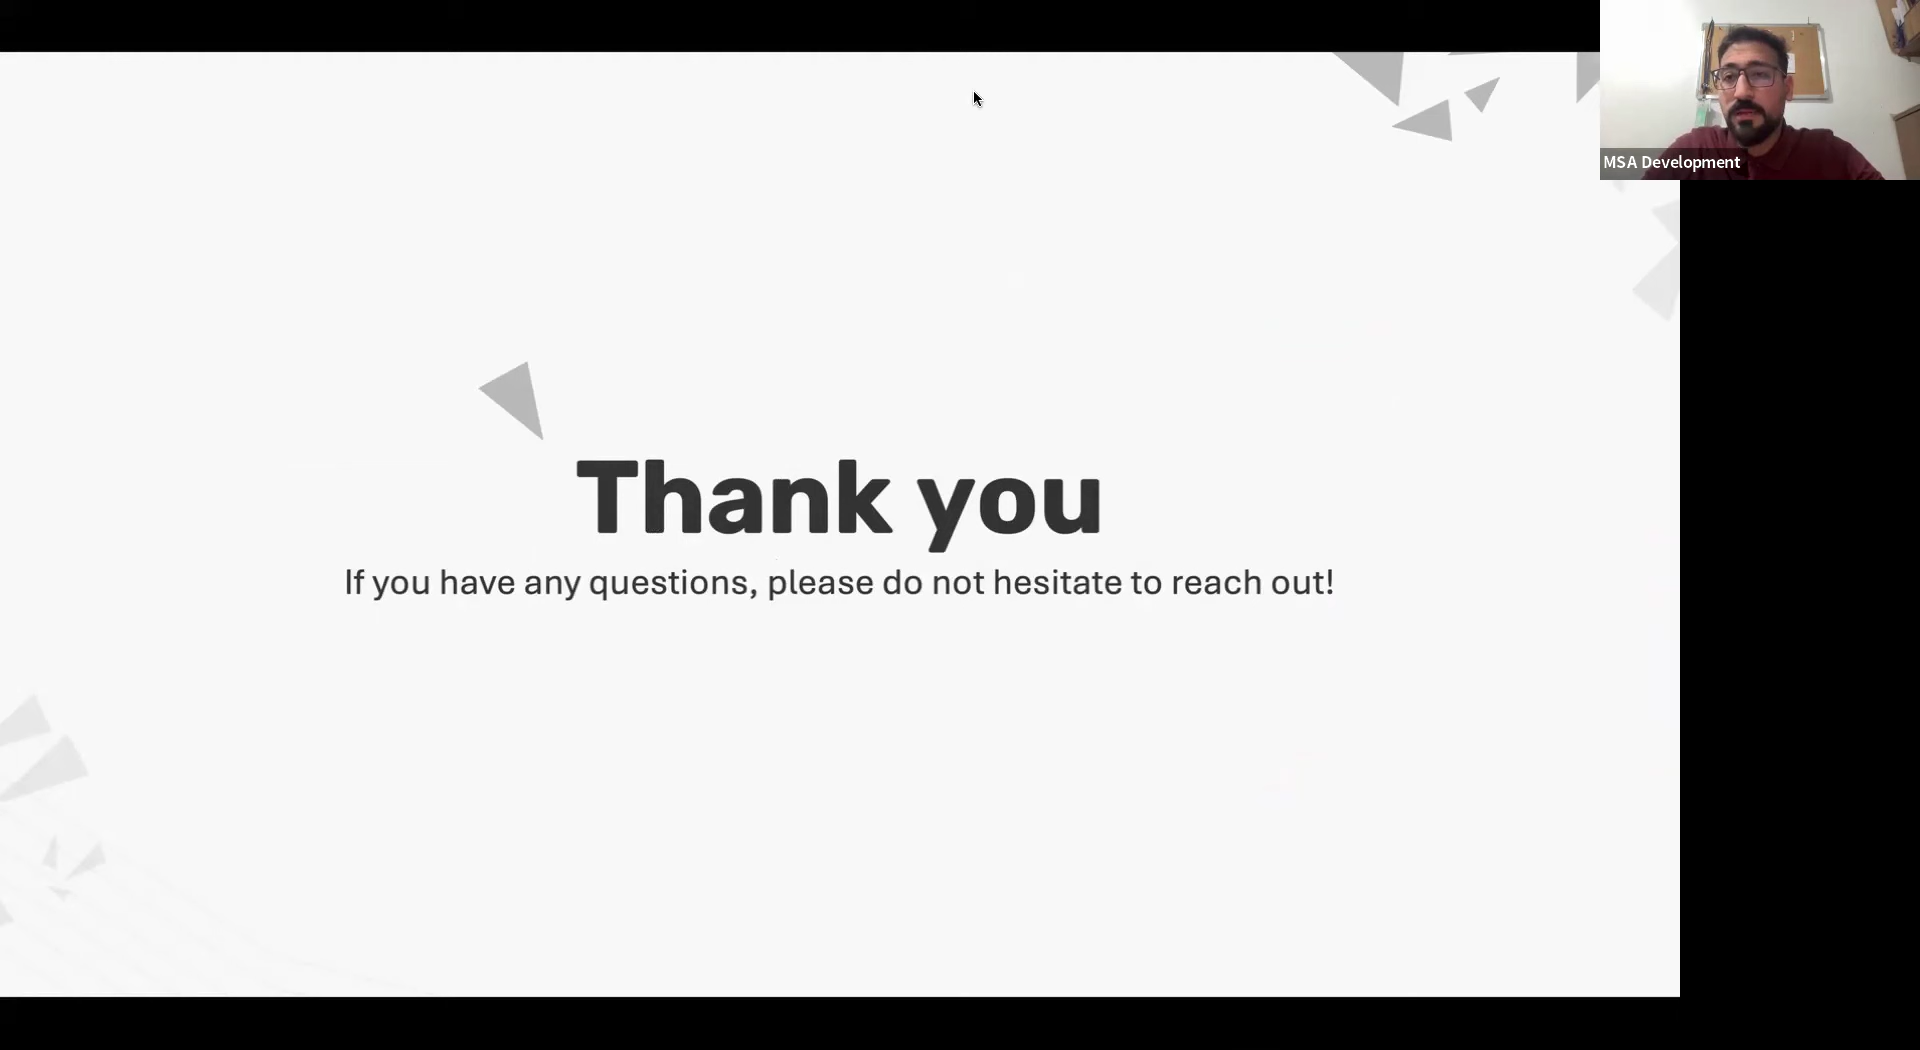 MSA Development
Thank you
If you have any questions, please do not hesitate to reach out!